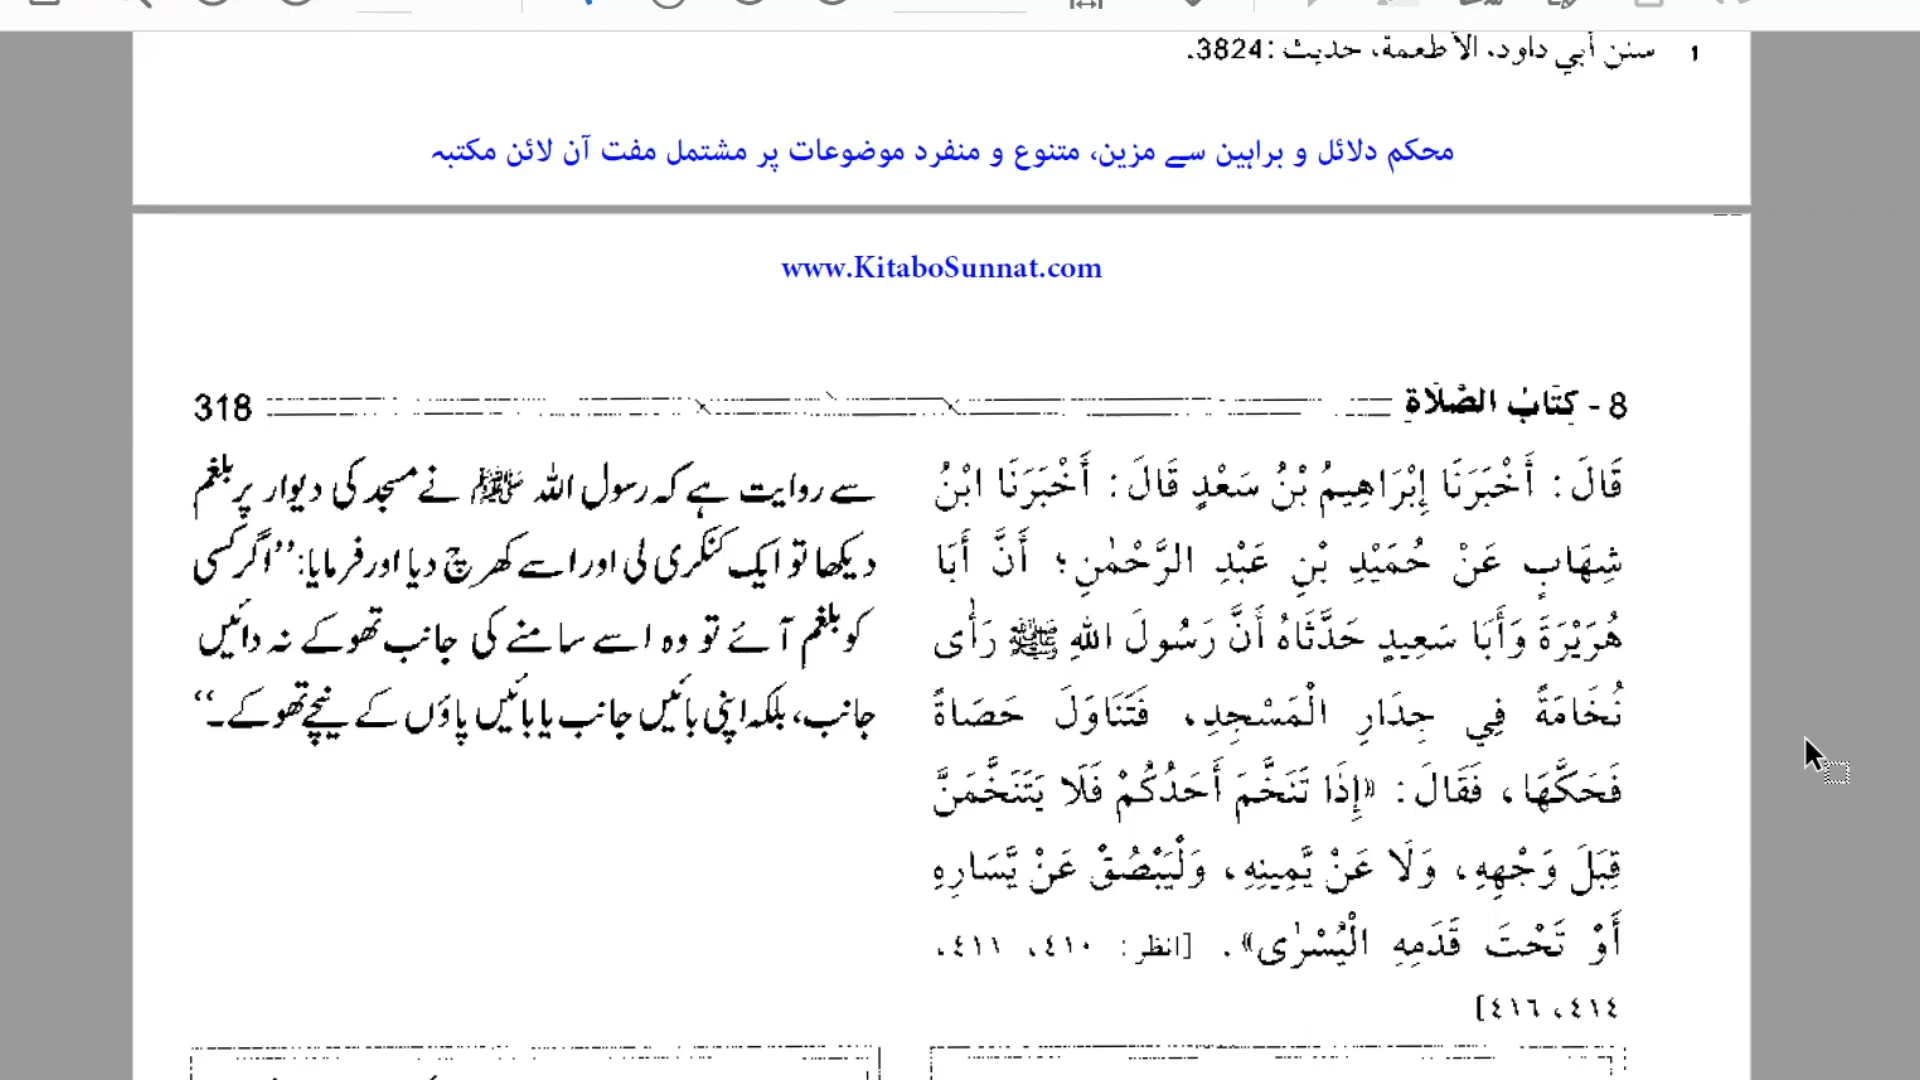 1 سنن أبي داود، الأطعمة، حديث: 3824.
محکم دلائل و براہین سے مزین، متنوع و منفرد موضوعات پر مشتمل مفت آن لائن مکتبہ
www.KitaboSunnat.com
8 - كِتَابُ الصَّلَاةِ 318
قَالَ: أَخْبَرَنَا إِبْرَاهِيمُ بْنُ سَعْدٍ قَالَ: أَخْبَرَنَا ابْنُ
شِهَابٍ عَنْ حُمَيْدِ بْنِ عَبْدِ الرَّحْمٰنِ؛ أَنَّ أَبَا
هُرَيْرَةَ وَأَبَا سَعِيدٍ حَدَّثَاهُ أَنَّ رَسُولَ اللهِ ﷺ رَأٰى
نُخَامَةً فِي جِدَارِ الْمَسْجِدِ، فَتَنَاوَلَ حَصَاةً
فَحَكَّهَا، فَقَالَ: «إِذَا تَنَخَّمَ أَحَدُكُمْ فَلَا يَتَنَخَّمَنَّ
قِبَلَ وَجْهِهِ، وَلَا عَنْ يَّمِينِهِ، وَلْيَبْصُقْ عَنْ يَّسَارِهِ
أَوْ تَحْتَ قَدَمِهِ الْيُسْرٰى». [انظر: ٤١٠، ٤١١،
٤١٤، ٤١٦]
سے روایت ہے کہ رسول اللہ ﷺ نے مسجد کی دیوار پر بلغم
دیکھا تو ایک کنکری لی اور اسے کھرچ دیا اور فرمایا: ’’اگر کسی
کو بلغم آئے تو وہ اسے سامنے کی جانب تھوکے نہ دائیں
جانب، بلکہ اپنی بائیں جانب یا بائیں پاؤں کے نیچے تھوکے۔‘‘